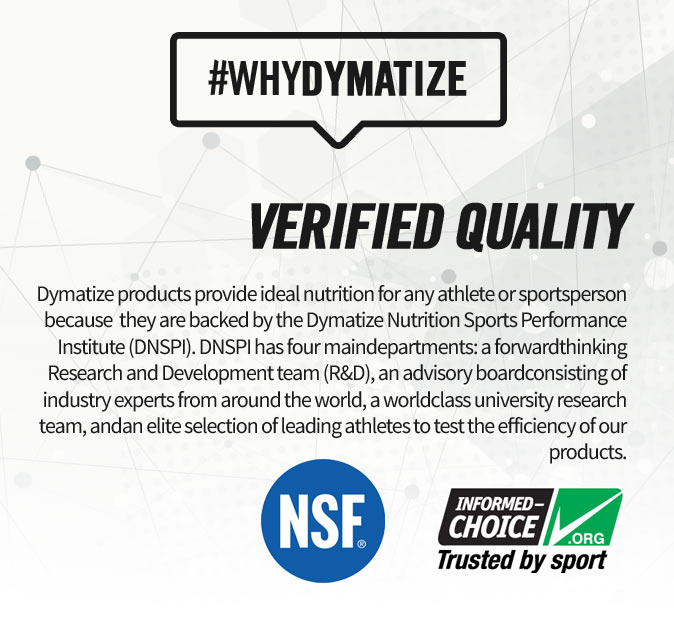 #WHYDYMATIZE
VERIFIED QUALITY
Dymatize products provide ideal nutrition for any athlete or sportsperson
because they are backed by the Dymatize Nutrition Sports Performance
Institute (DNSPI). DNSPI has four maindepartments: a forwardthinking
Research and Development team (R&D), an advisory boardconsisting of
industry experts from around the world, a worldclass university research
team, andan elite selection of leading athletes to test the efficiency of our
products.
NSF®
INFORMED–
CHOICE
.ORG
Trusted by sport